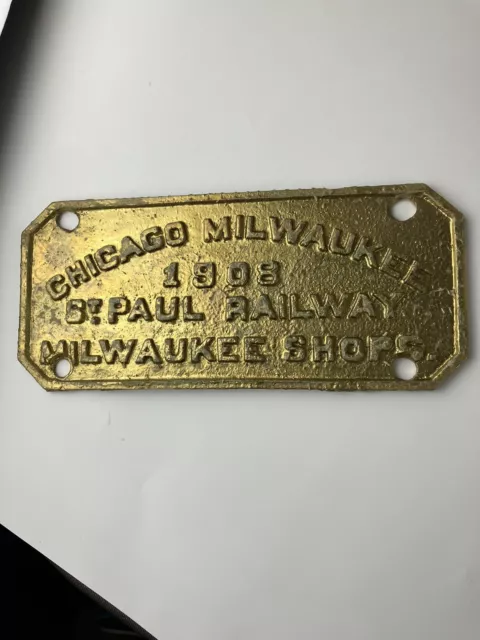 CHICAGO MILWAUKEE
1908
ST. PAUL RAILWAY
MILWAUKEE SHOPS.